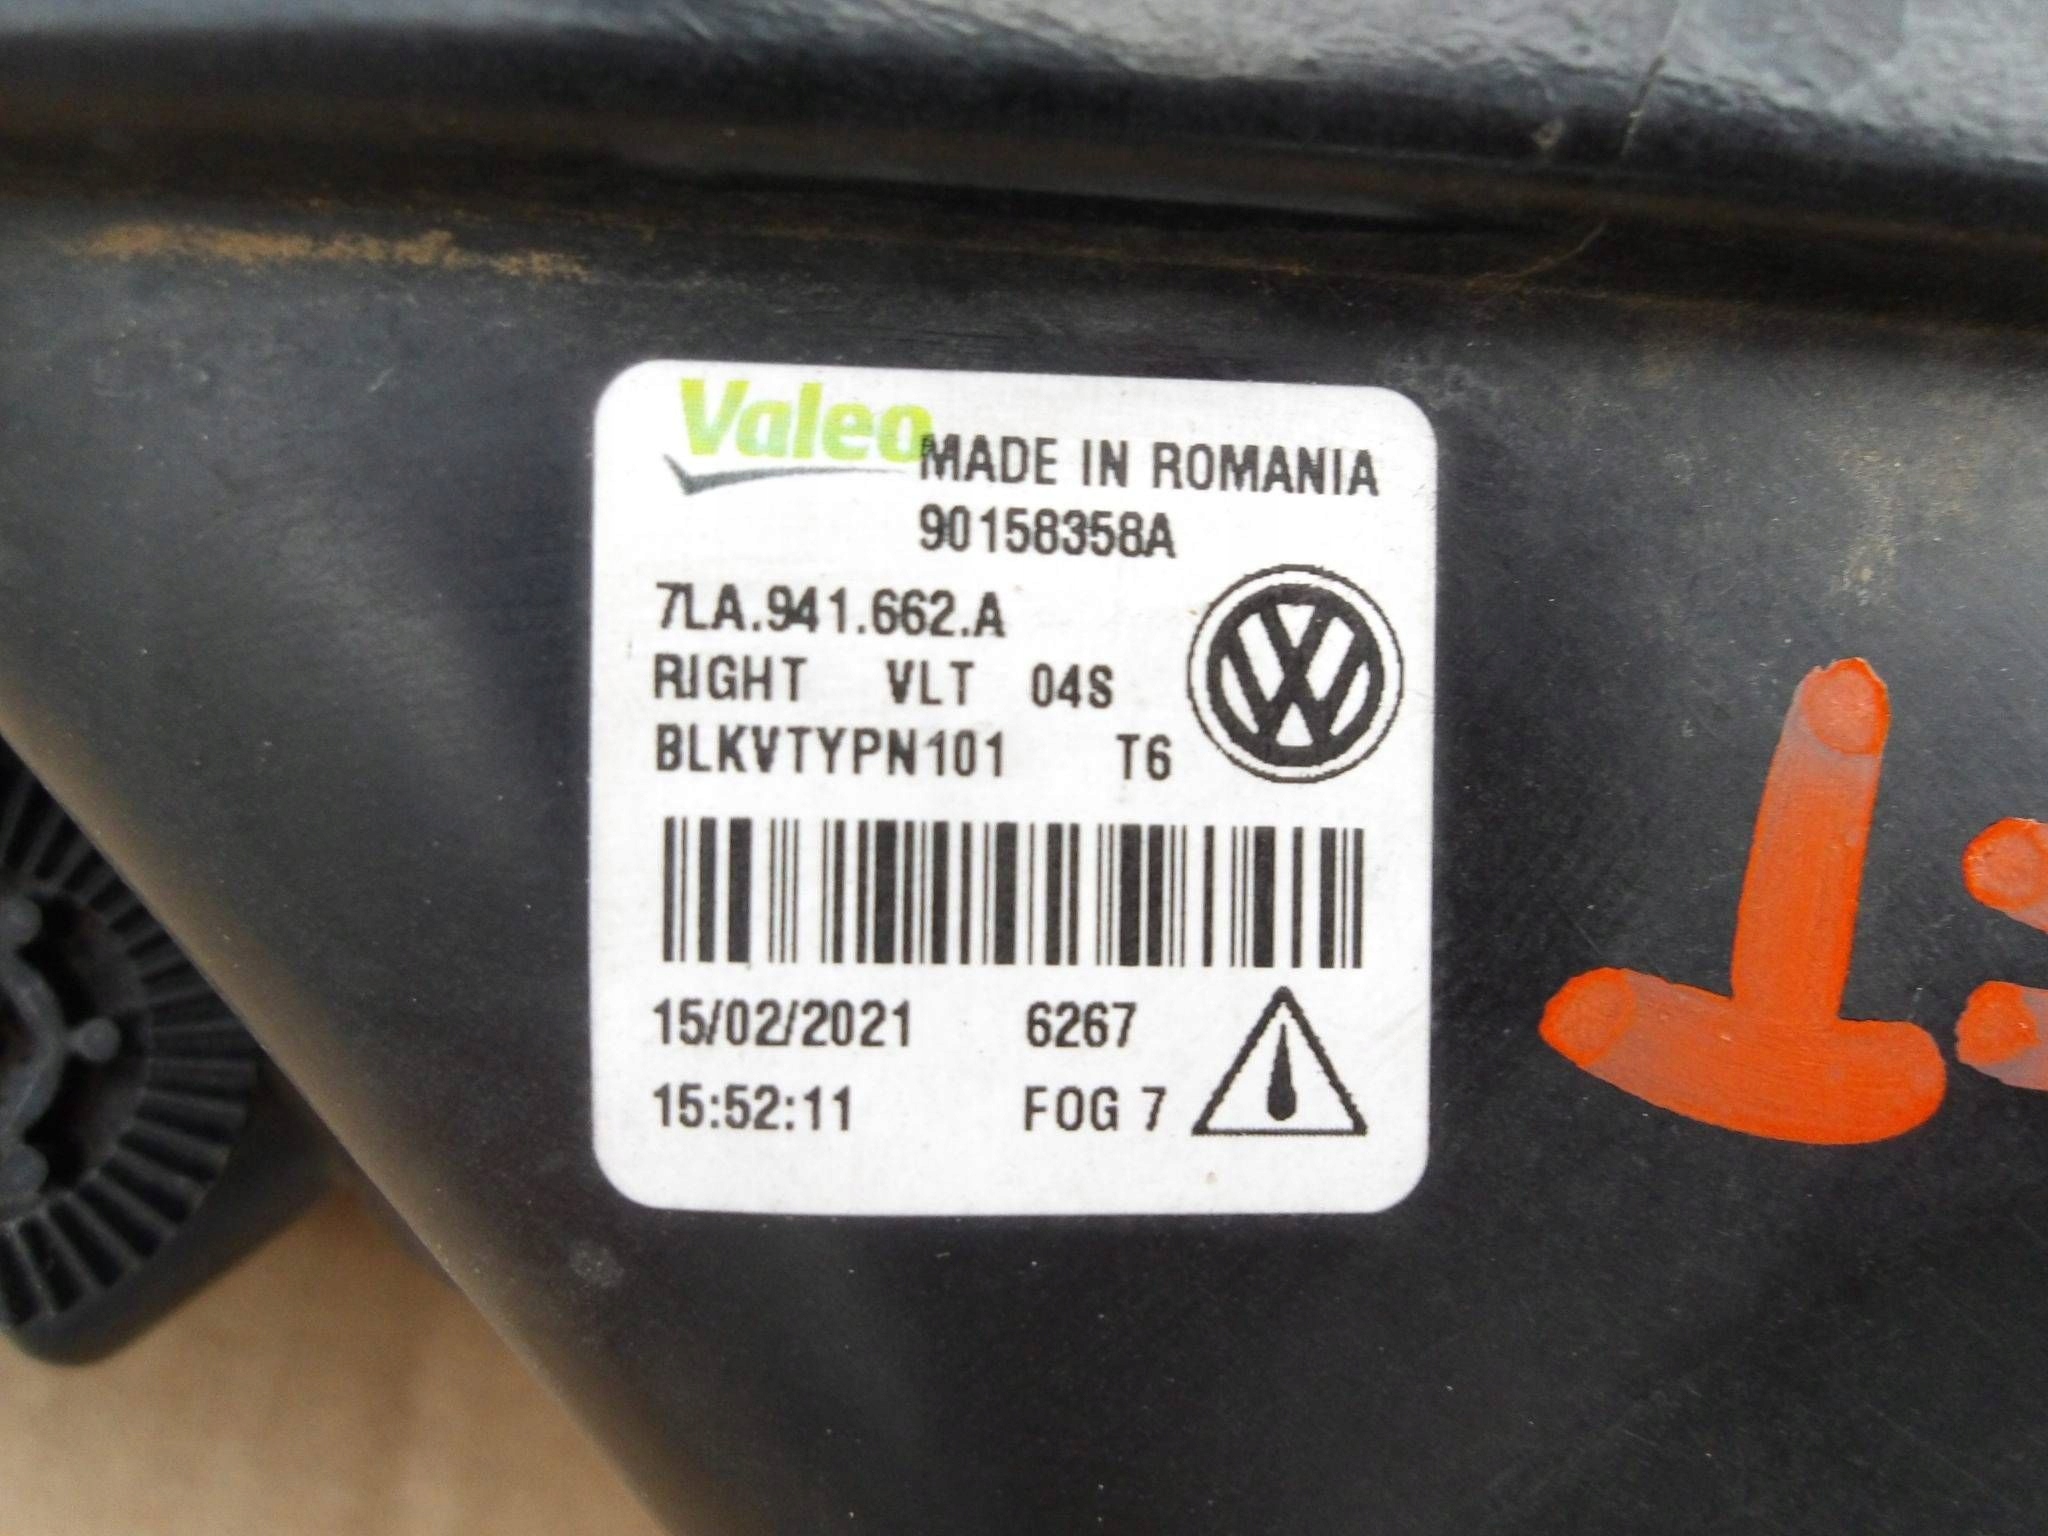 Valeo
MADE IN ROMANIA
90158358A
7LA.941.662.A
RIGHT VLT 04S
BLKVTYPN101 T6
15/02/2021 6267
15:52:11 FOG 7